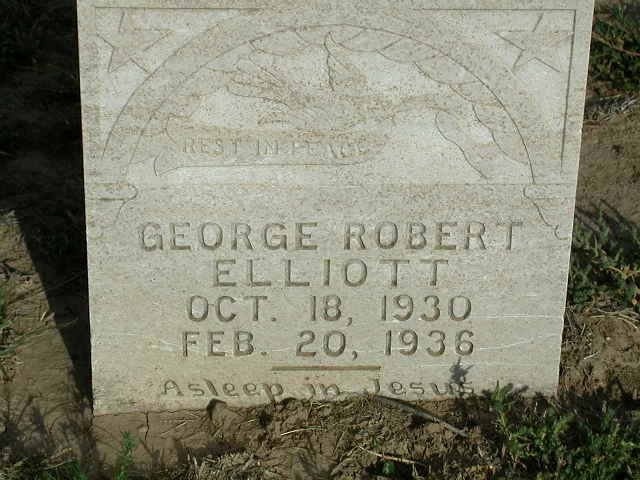 REST IN PEACE
GEORGE ROBERT
ELLIOTT
OCT. 18, 1930
FEB. 20, 1936
Asleep in Jesus